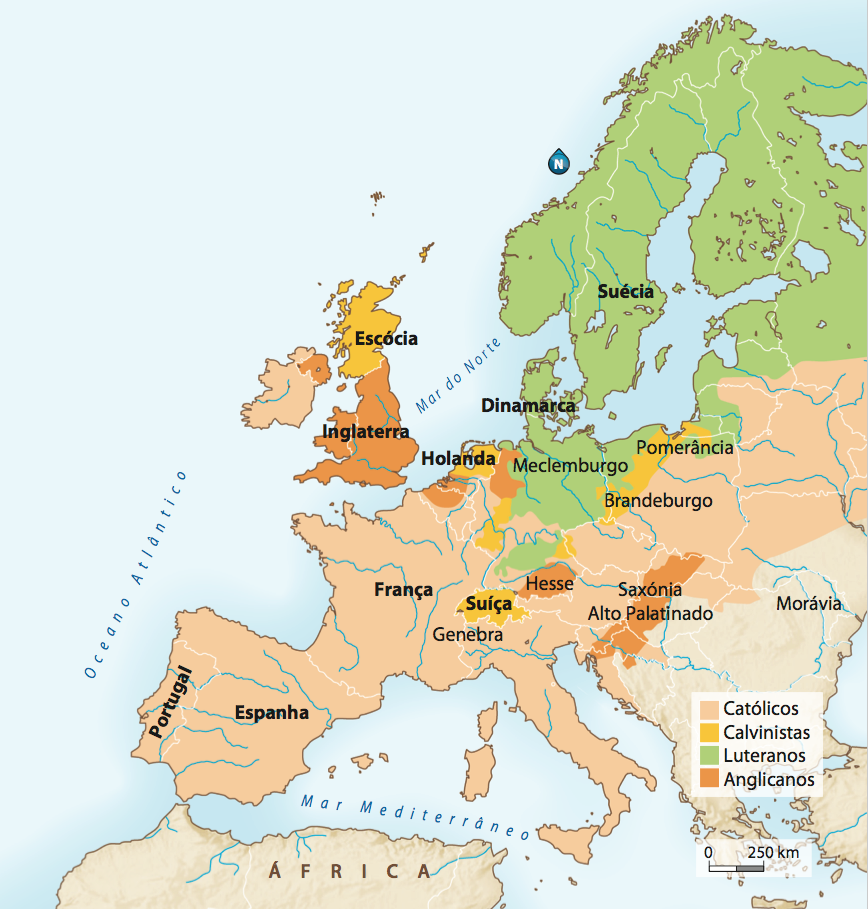 N
Suécia
Escócia
Mar do Norte
Dinamarca
Inglaterra
Holanda
Pomerância
Meclemburgo
Brandeburgo
Oceano Atlântico
França
Hesse
Saxónia
Suíça
Alto Palatinado
Morávia
Genebra
Portugal
Espanha
Católicos
Calvinistas
Luteranos
Anglicanos
Mar Mediterrâneo
0 250 km
ÁFRICA